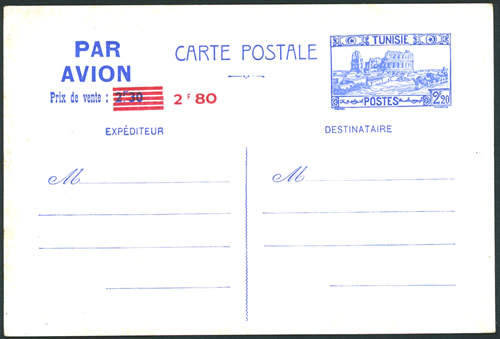 PAR
AVION
Prix de vente : 2ᶠ30 2ᶠ80
CARTE POSTALE
TUNISIE
POSTES 2ᶠ20
EXPÉDITEUR
DESTINATAIRE
M
M